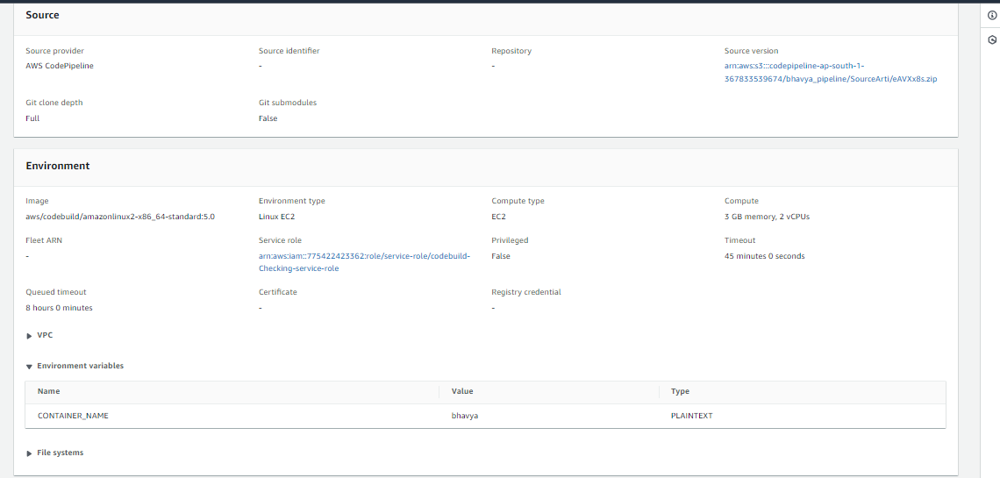 Source
Source provider
Source identifier
Repository
Source version
AWS CodePipeline
-
-
arn:aws:s3:::codepipeline-ap-south-1-
367833539674/bhavya_pipeline/SourceArti/eAVXx8s.zip
Git clone depth
Git submodules
Full
False
Environment
Image
Environment type
Compute type
Compute
aws/codebuild/amazonlinux2-x86_64-standard:5.0
Linux EC2
EC2
3 GB memory, 2 vCPUs
Fleet ARN
Service role
Privileged
Timeout
-
arn:aws:iam::775422423362:role/service-role/codebuild-
Checking-service-role
False
45 minutes 0 seconds
Queued timeout
Certificate
Registry credential
8 hours 0 minutes
-
-
VPC
Environment variables
Name
Value
Type
CONTAINER_NAME
bhavya
PLAINTEXT
File systems